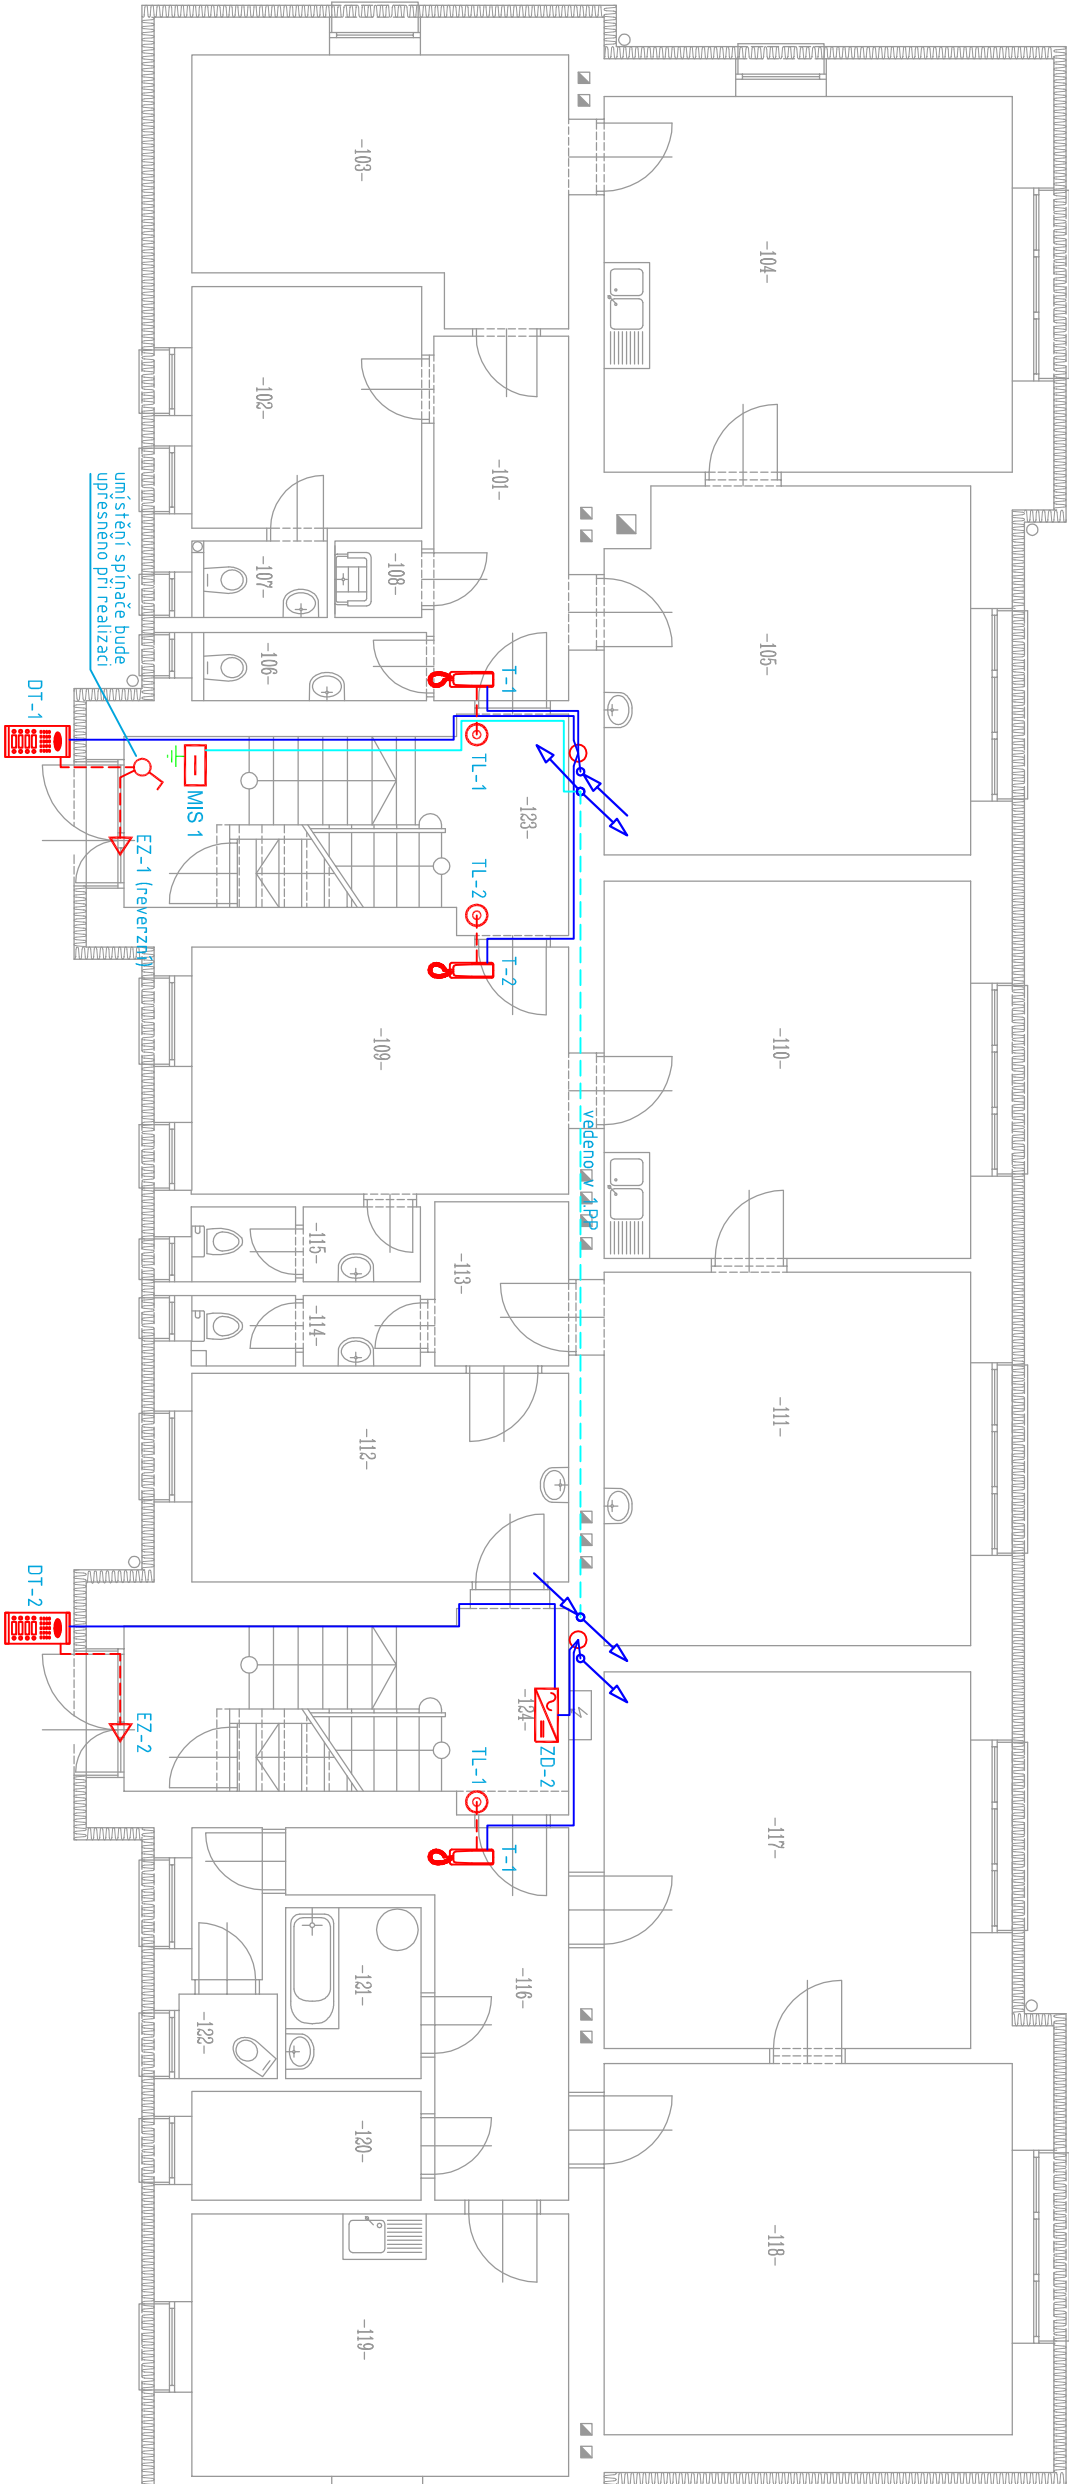 -103-
-104-
-102-
-101-
umístění spínače bude
upřesněno při realizaci
-107-
-108-
-105-
-106-
T-1
DT-1
MIS 1
TL-1
-123-
EZ-1 (reverzní)
TL-2
T-2
-109-
-110-
vedeno v 1.PP
-115-
-113-
-114-
-112-
-111-
DT-2
EZ-2
-124-
ZD-2
TL-1
T-1
-117-
-116-
-121-
-122-
-120-
-118-
-119-